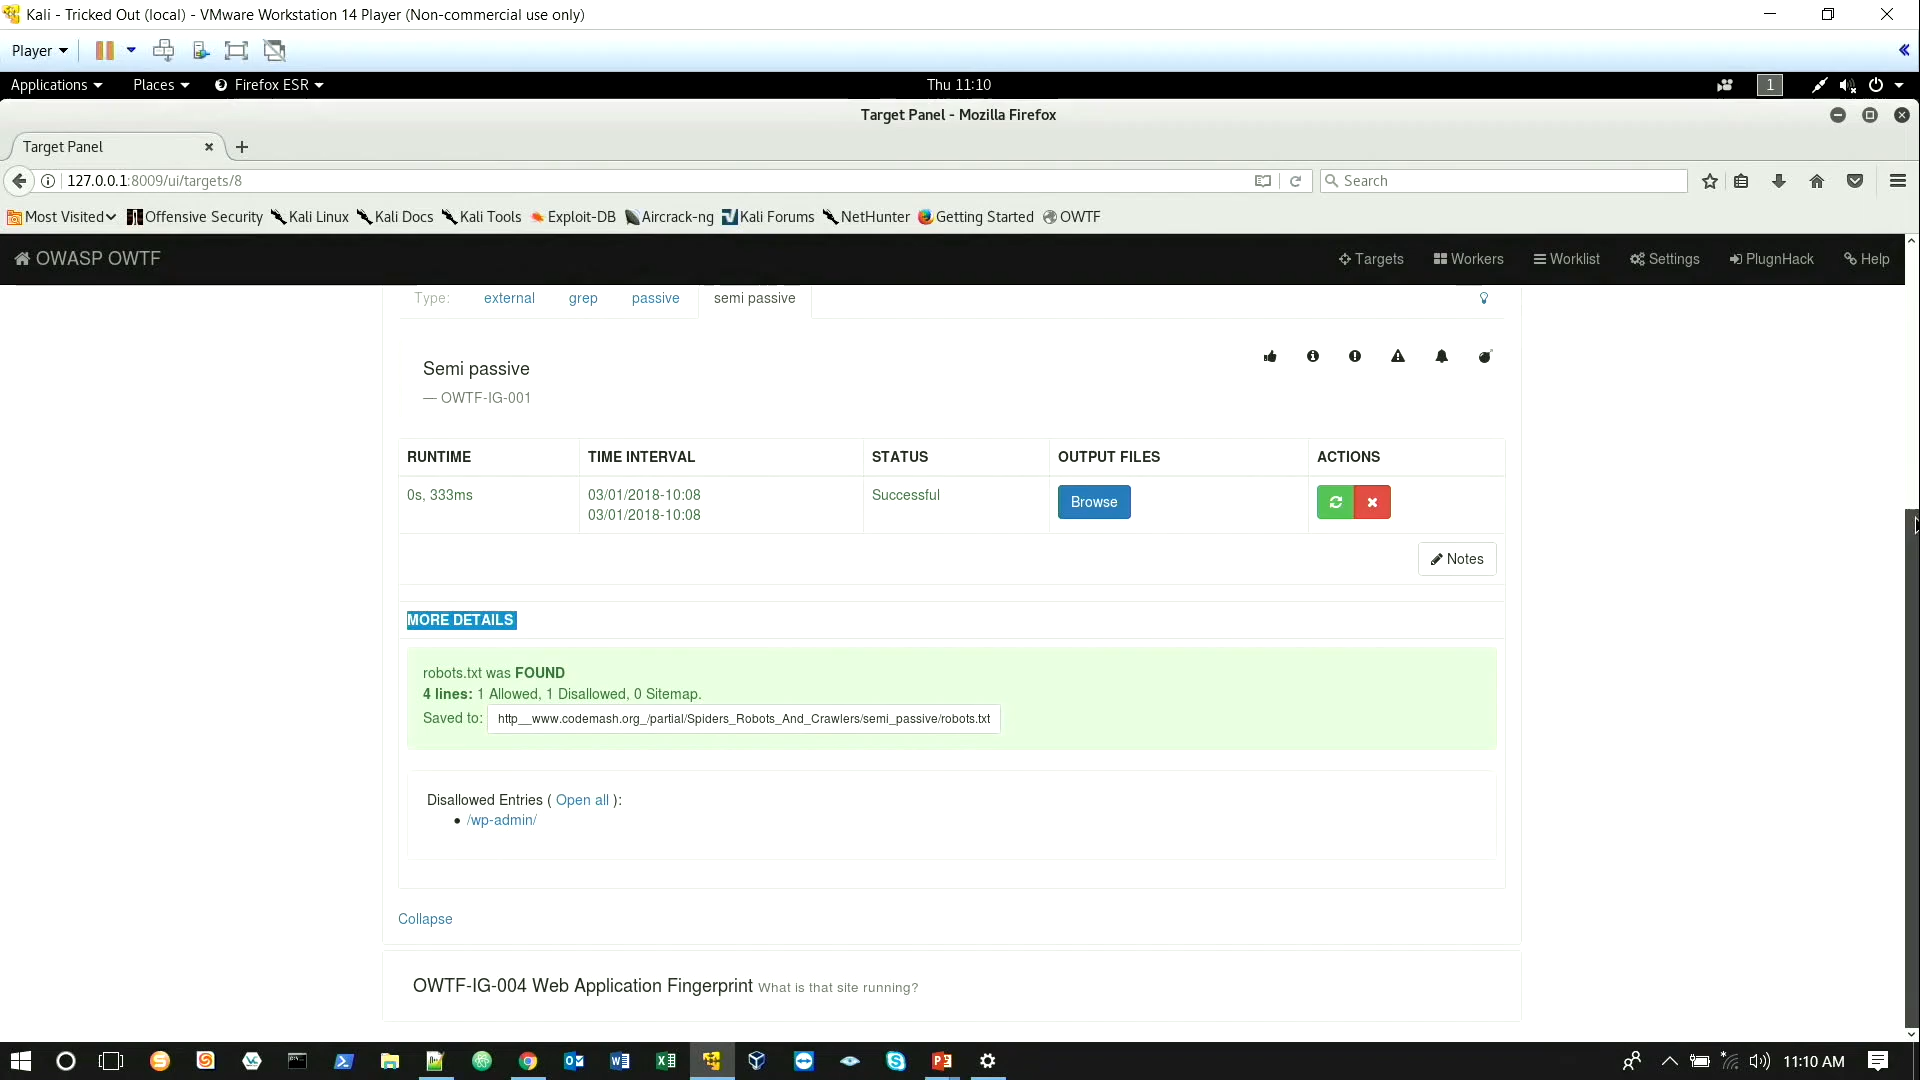 Kali - Tricked Out (local) - VMware Workstation 14 Player (Non-commercial use only)
Player
Applications Places Firefox ESR Thu 11:10 1
Target Panel - Mozilla Firefox
Target Panel
127.0.0.1:8009/ui/targets/8 Search
Most Visited Offensive Security Kali Linux Kali Docs Kali Tools Exploit-DB Aircrack-ng Kali Forums NetHunter Getting Started OWTF
OWASP OWTF Targets Workers Worklist Settings PlugnHack Help
Type: external grep passive semi passive
Semi passive
— OWTF-IG-001
RUNTIME TIME INTERVAL STATUS OUTPUT FILES ACTIONS
0s, 333ms 03/01/2018-10:08 Successful Browse
03/01/2018-10:08
Notes
MORE DETAILS
robots.txt was FOUND
4 lines: 1 Allowed, 1 Disallowed, 0 Sitemap.
Saved to: http__www.codemash.org_/partial/Spiders_Robots_And_Crawlers/semi_passive/robots.txt
Disallowed Entries ( Open all ):
• /wp-admin/
Collapse
OWTF-IG-004 Web Application Fingerprint What is that site running?
11:10 AM